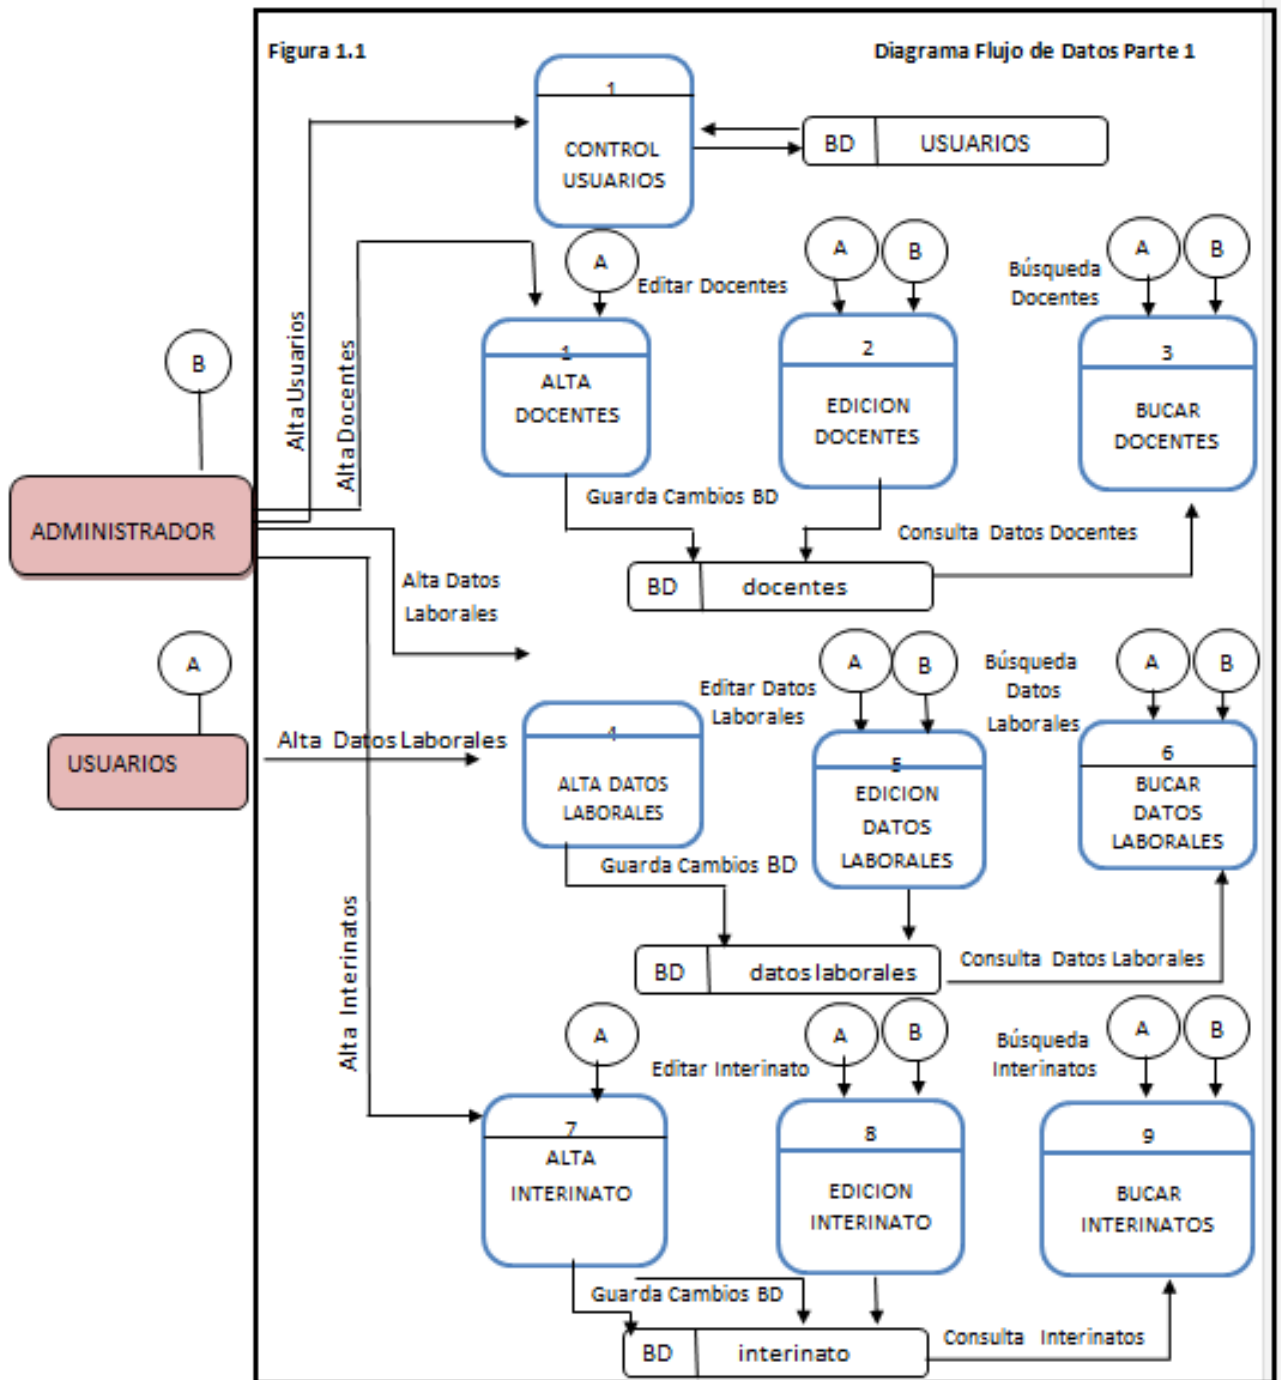 Figura 1.1
Diagrama Flujo de Datos Parte 1
1
CONTROL
USUARIOS
BD
USUARIOS
Alta Usuarios
Alta Docentes
A
Editar Docentes
A
B
Búsqueda
Docentes
A
B
1
ALTA
DOCENTES
2
EDICION
DOCENTES
3
BUCAR
DOCENTES
B
ADMINISTRADOR
Guarda Cambios BD
Consulta Datos Docentes
BD
docentes
Alta Datos
Laborales
A
USUARIOS
Alta Datos Laborales
Editar Datos
Laborales
A
B
Búsqueda
Datos
Laborales
A
B
4
ALTA DATOS
LABORALES
5
EDICION
DATOS
LABORALES
6
BUCAR
DATOS
LABORALES
Guarda Cambios BD
BD
datos laborales
Consulta Datos Laborales
Alta Interinatos
A
Editar Interinato
A
B
Búsqueda
Interinatos
A
B
7
ALTA
INTERINATO
8
EDICION
INTERINATO
9
BUCAR
INTERINATOS
Guarda Cambios BD
BD
interinato
Consulta Interinatos